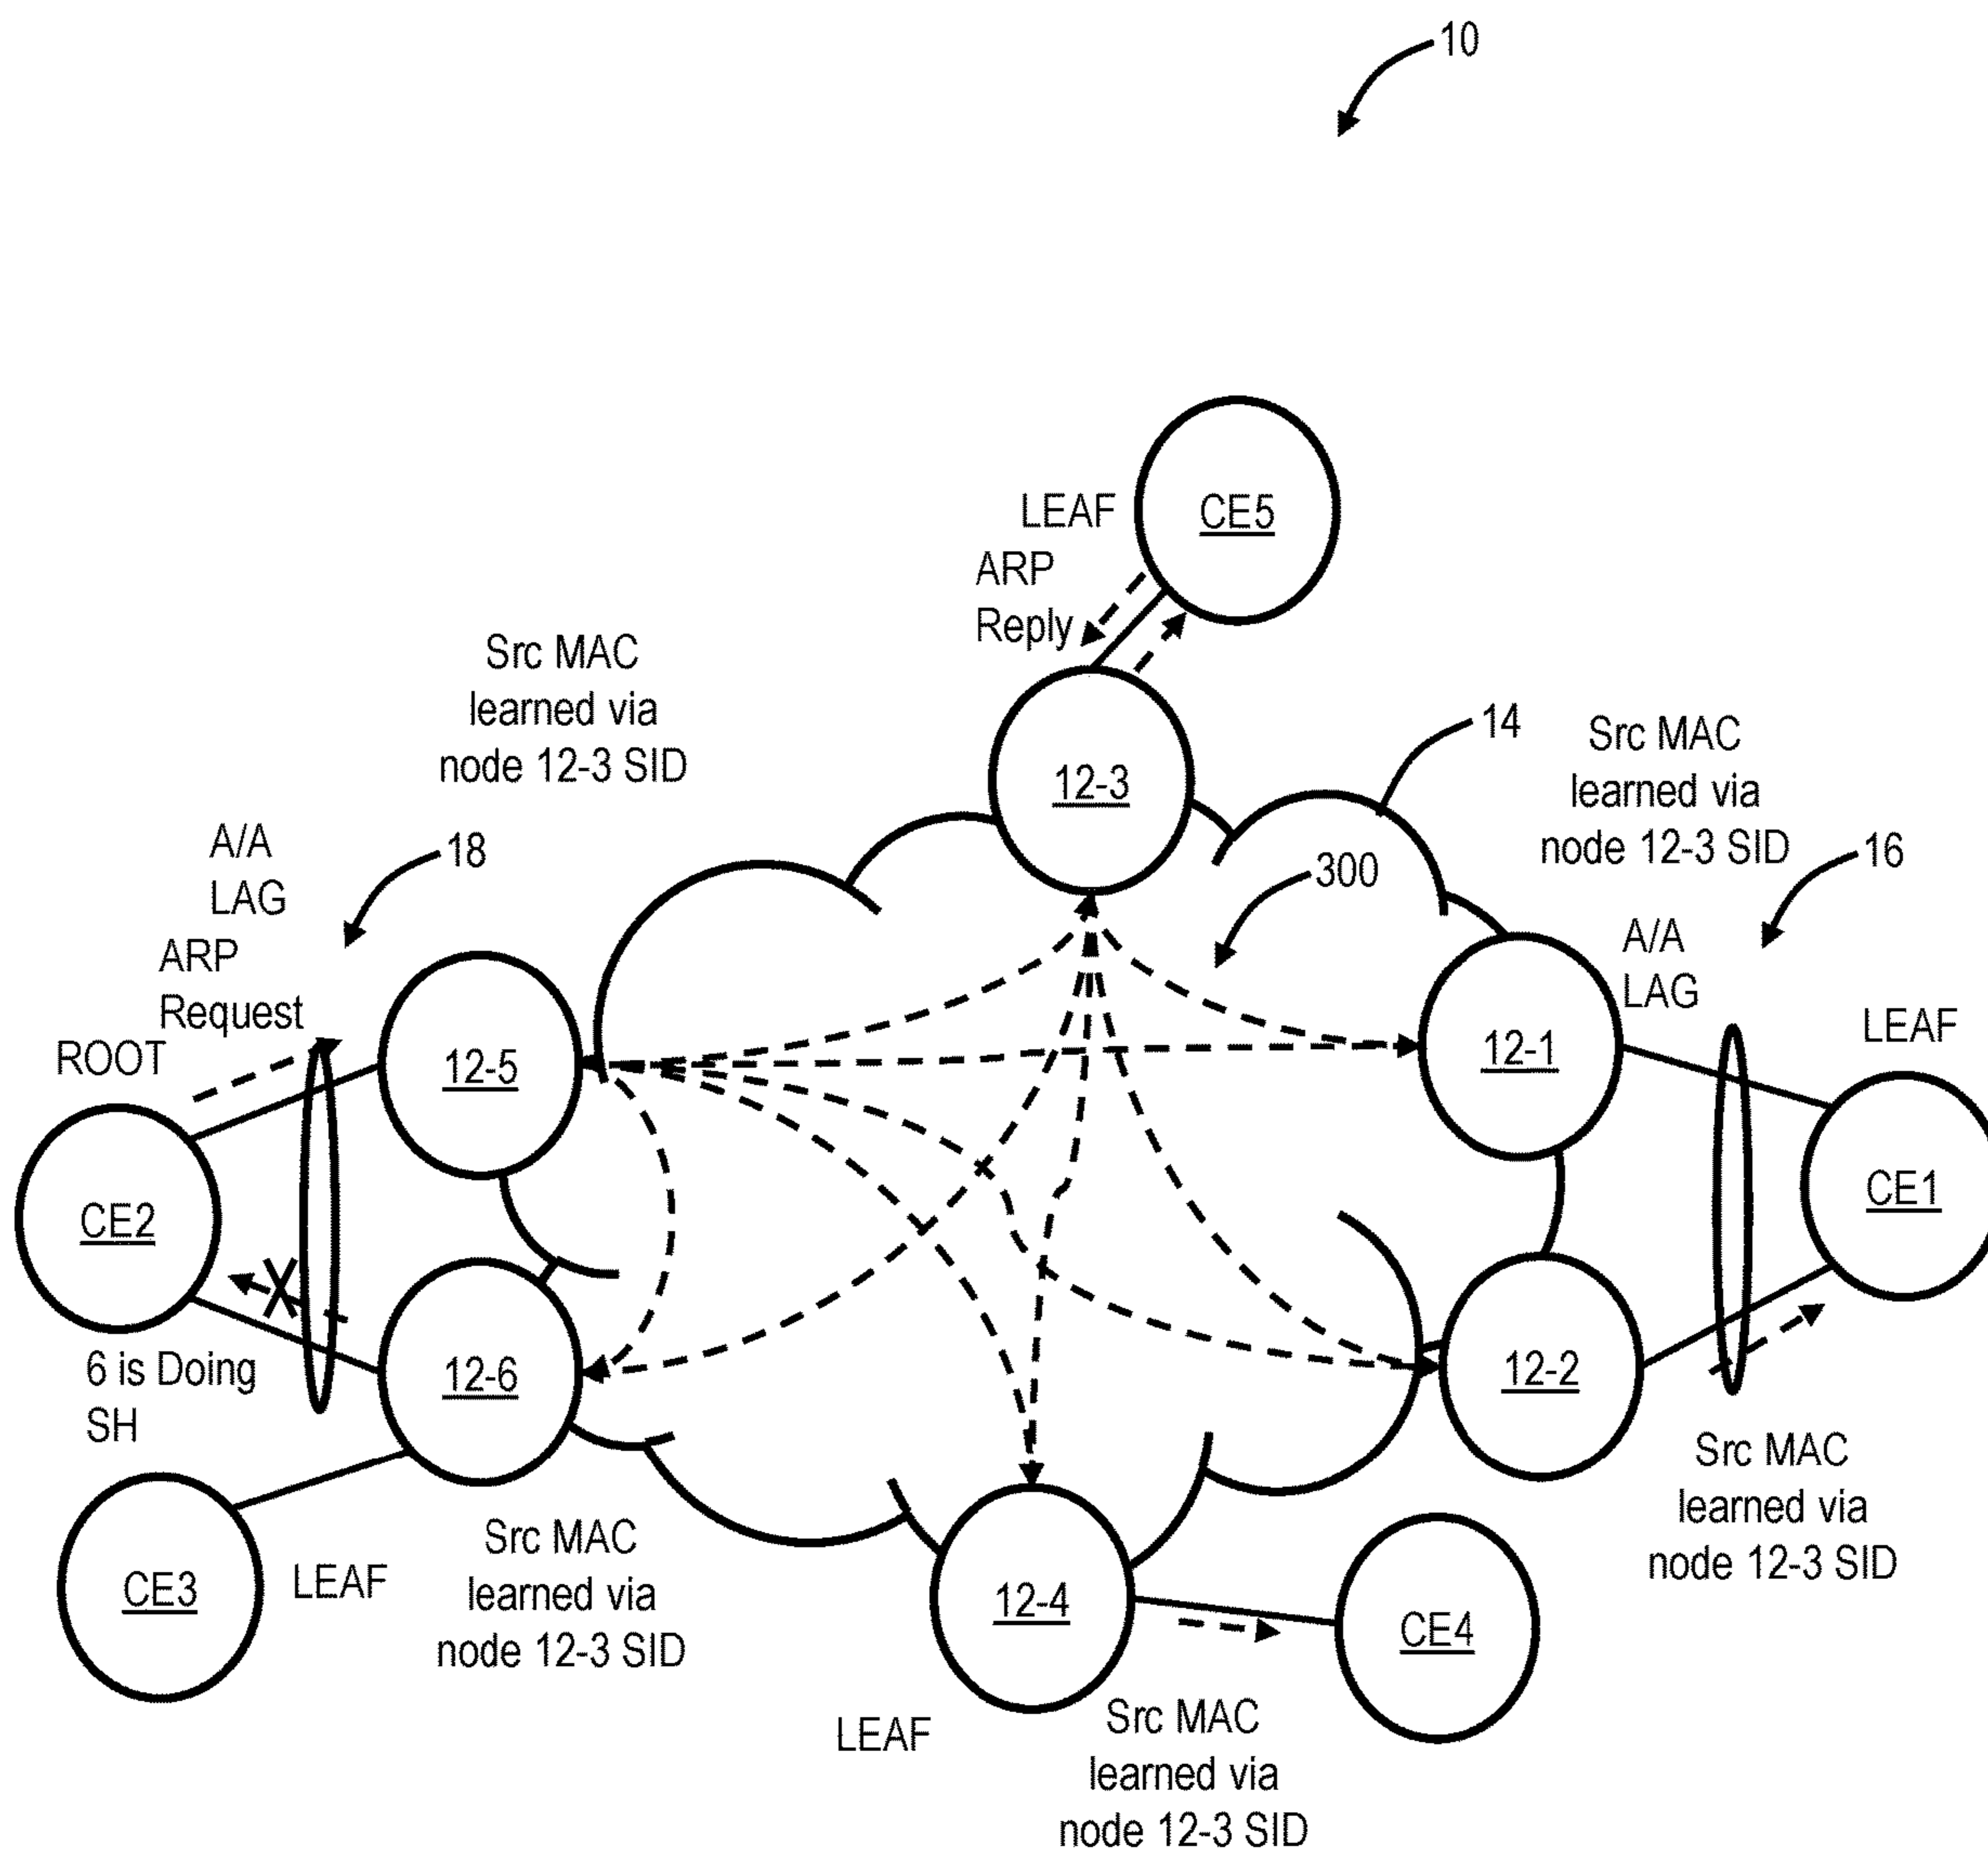 10
LEAF
CE5
ARP
Reply
Src MAC
learned via
node 12-3 SID
12-3
14
Src MAC
learned via
node 12-3 SID
A/A
LAG
18
300
16
ARP
Request
A/A
LAG
ROOT
12-5
12-1
LEAF
CE2
CE1
6 is Doing
SH
12-6
12-2
Src MAC
learned via
node 12-3 SID
CE3
LEAF
Src MAC
learned via
node 12-3 SID
12-4
CE4
LEAF
Src MAC
learned via
node 12-3 SID